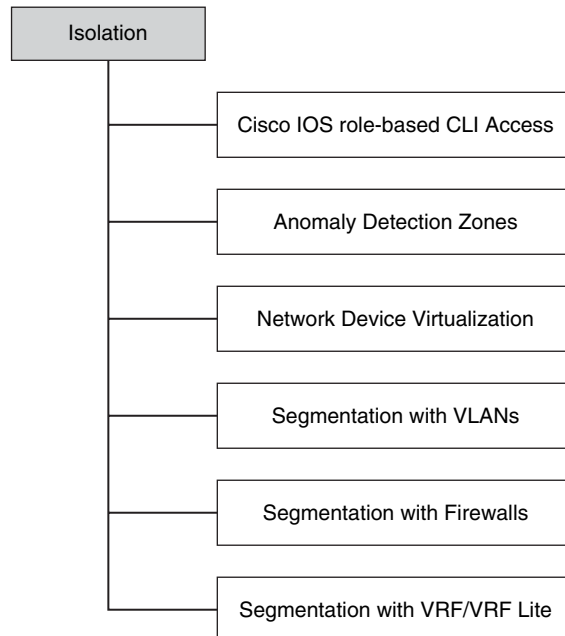 Isolation
Cisco IOS role-based CLI Access
Anomaly Detection Zones
Network Device Virtualization
Segmentation with VLANs
Segmentation with Firewalls
Segmentation with VRF/VRF Lite